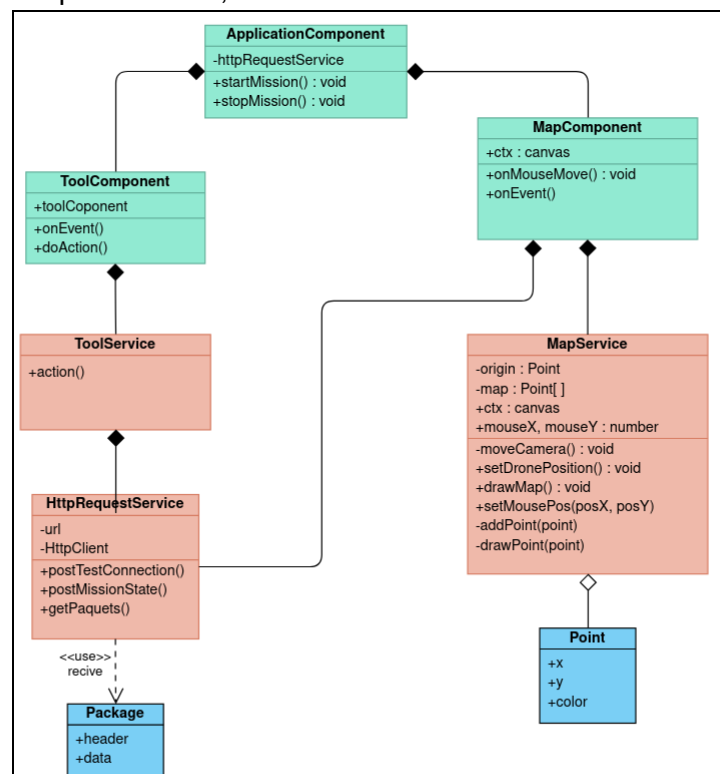 ApplicationComponent
-httpRequestService
+startMission() : void
+stopMission() : void
MapComponent
+ctx : canvas
+onMouseMove() : void
+onEvent()
ToolComponent
+toolCoponent
+onEvent()
+doAction()
ToolService
+action()
MapService
-origin : Point
-map : Point[ ]
+ctx : canvas
+mouseX, mouseY : number
-moveCamera() : void
+setDronePosition() : void
+drawMap() : void
+setMousePos(posX, posY)
-addPoint(point)
-drawPoint(point)
HttpRequestService
-url
-HttpClient
+postTestConnection()
+postMissionState()
+getPaquets()
<<use>>
recive
Point
+x
+y
+color
Package
+header
+data